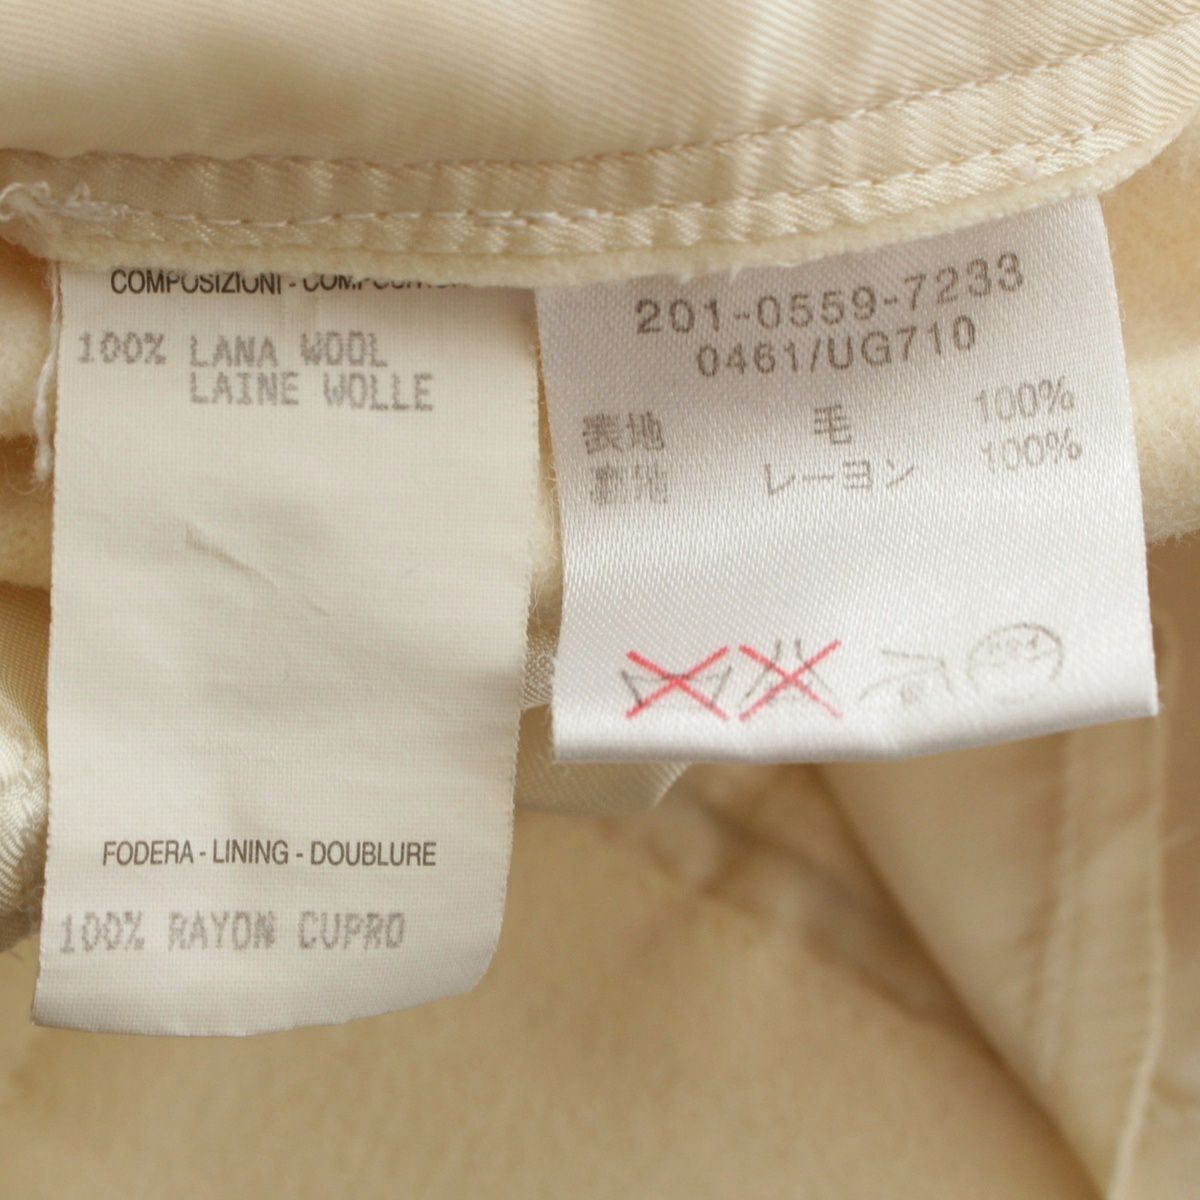 COMPOSIZIONI - COMPOSITION
100% LANA WOOL
LAINE WOLLE
FODERA - LINING - DOUBLURE
100% RAYON CUPRO
201-0559-7233
0461/UG710
表地 毛 100%
裏地 レーヨン 100%